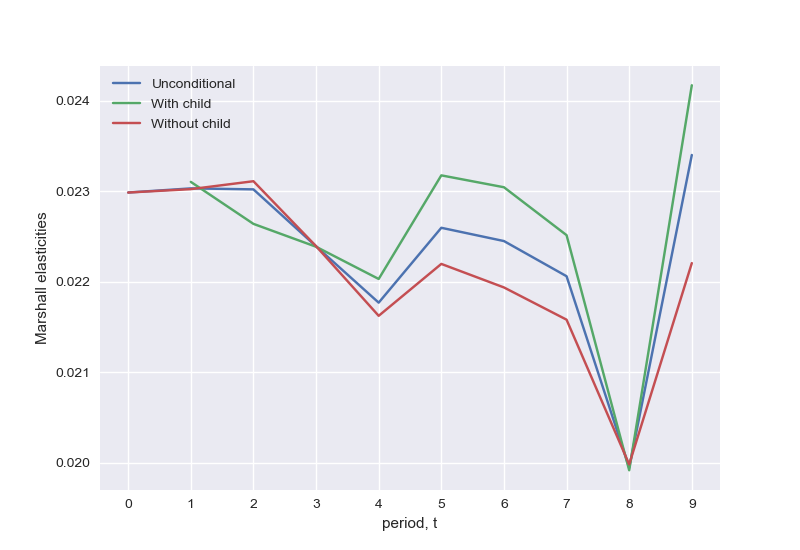 Unconditional
With child
Without child
0.024
0.023
0.022
0.021
0.020
Marshall elasticities
0 1 2 3 4 5 6 7 8 9
period, t